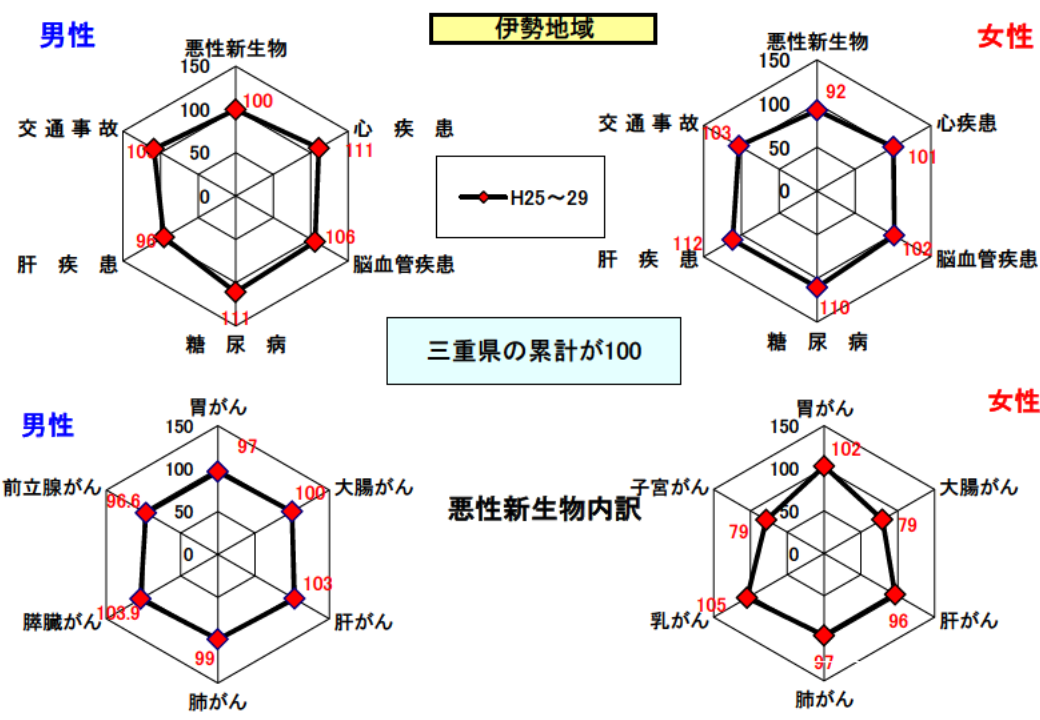 伊勢地域
男性
悪性新生物
150
100
50
0
100
心 疾 患
111
106
脳血管疾患
111
糖 尿 病
96
肝 疾 患
交 通 事 故
H25～29
女性
悪性新生物
150
100
50
0
92
心疾患
101
102
脳血管疾患
110
糖 尿 病
112
肝 疾 患
103
交 通 事 故
三重県の累計が100
男性
胃がん
150
100
50
0
97
大腸がん
100
103
肝がん
99
肺がん
103.9
膵臓がん
96.6
前立腺がん
悪性新生物内訳
女性
胃がん
150
100
50
0
102
大腸がん
79
96
肝がん
97
肺がん
105
乳がん
79
子宮がん